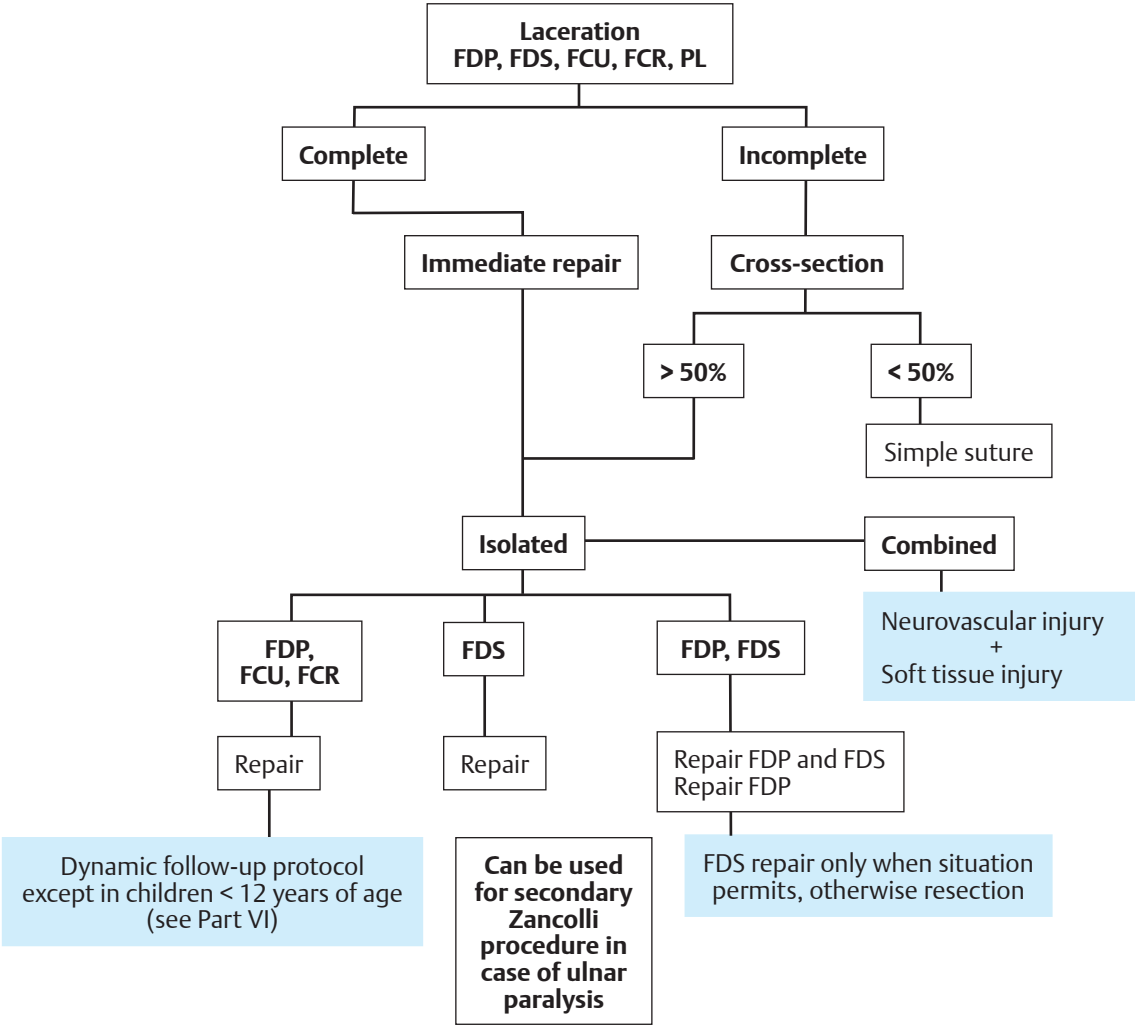 Laceration
FDP, FDS, FCU, FCR, PL
Complete
Incomplete
Immediate repair
Cross-section
> 50%
< 50%
Simple suture
Isolated
Combined
Neurovascular injury
+
Soft tissue injury
FDP,
FCU, FCR
FDS
FDP, FDS
Repair
Repair
Repair FDP and FDS
Repair FDP
Dynamic follow-up protocol
except in children < 12 years of age
(see Part VI)
Can be used
for secondary
Zancolli
procedure in
case of ulnar
paralysis
FDS repair only when situation
permits, otherwise resection